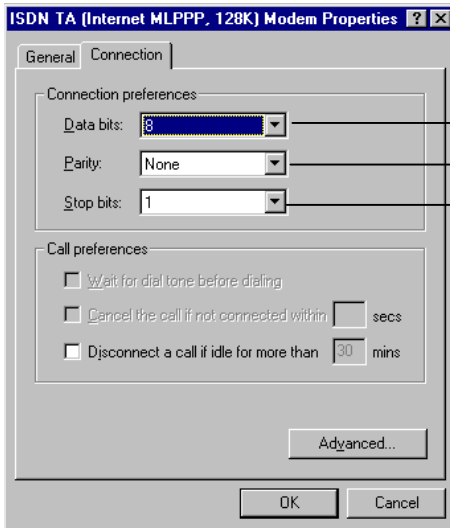 ISDN TA (Internet MLPPP, 128K) Modem Properties ? ×
General Connection
Connection preferences
Data bits: 8
Parity: None
Stop bits: 1
Call preferences
Wait for dial tone before dialing
Cancel the call if not connected within secs
Disconnect a call if idle for more than 30 mins
Advanced...
OK Cancel